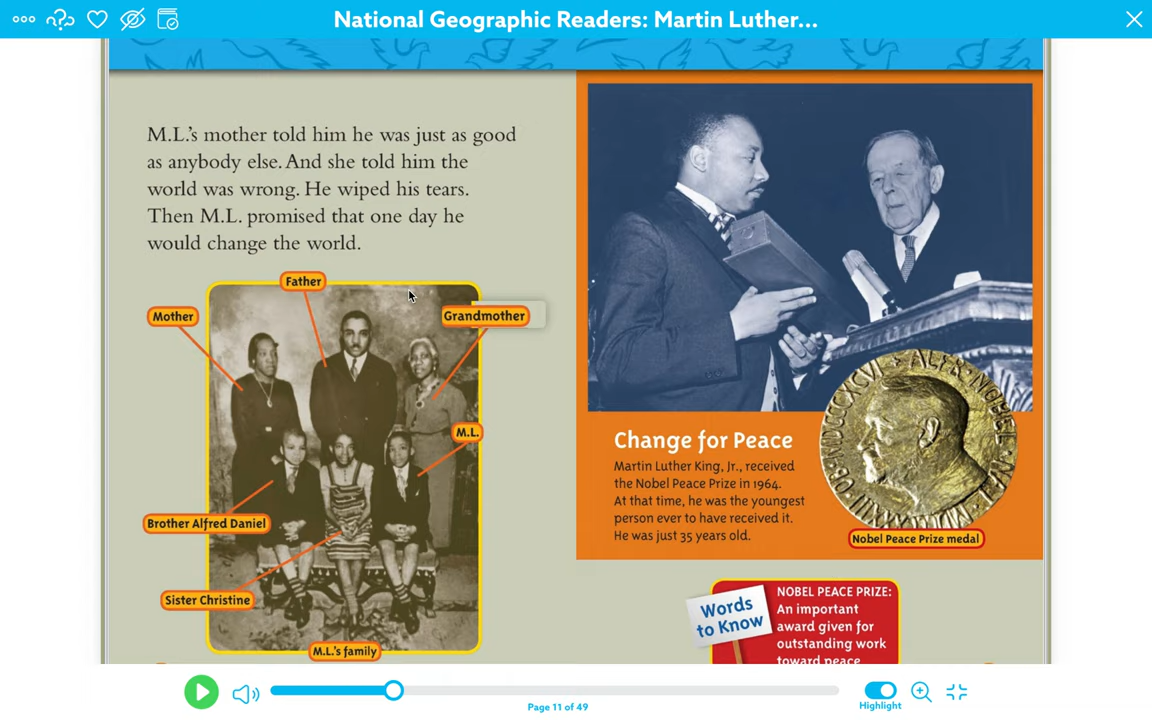 National Geographic Readers: Martin Luther...
M.L.'s mother told him he was just as good
as anybody else. And she told him the
world was wrong. He wiped his tears.
Then M.L. promised that one day he
would change the world.
Father
Mother
Grandmother
M.L.
Brother Alfred Daniel
Sister Christine
M.L.'s family
Change for Peace
Martin Luther King, Jr., received
the Nobel Peace Prize in 1964.
At that time, he was the youngest
person ever to have received it.
He was just 35 years old.
Nobel Peace Prize medal
Words
to Know
NOBEL PEACE PRIZE:
An important
award given for
outstanding work
toward peace
Page 11 of 49
Highlight